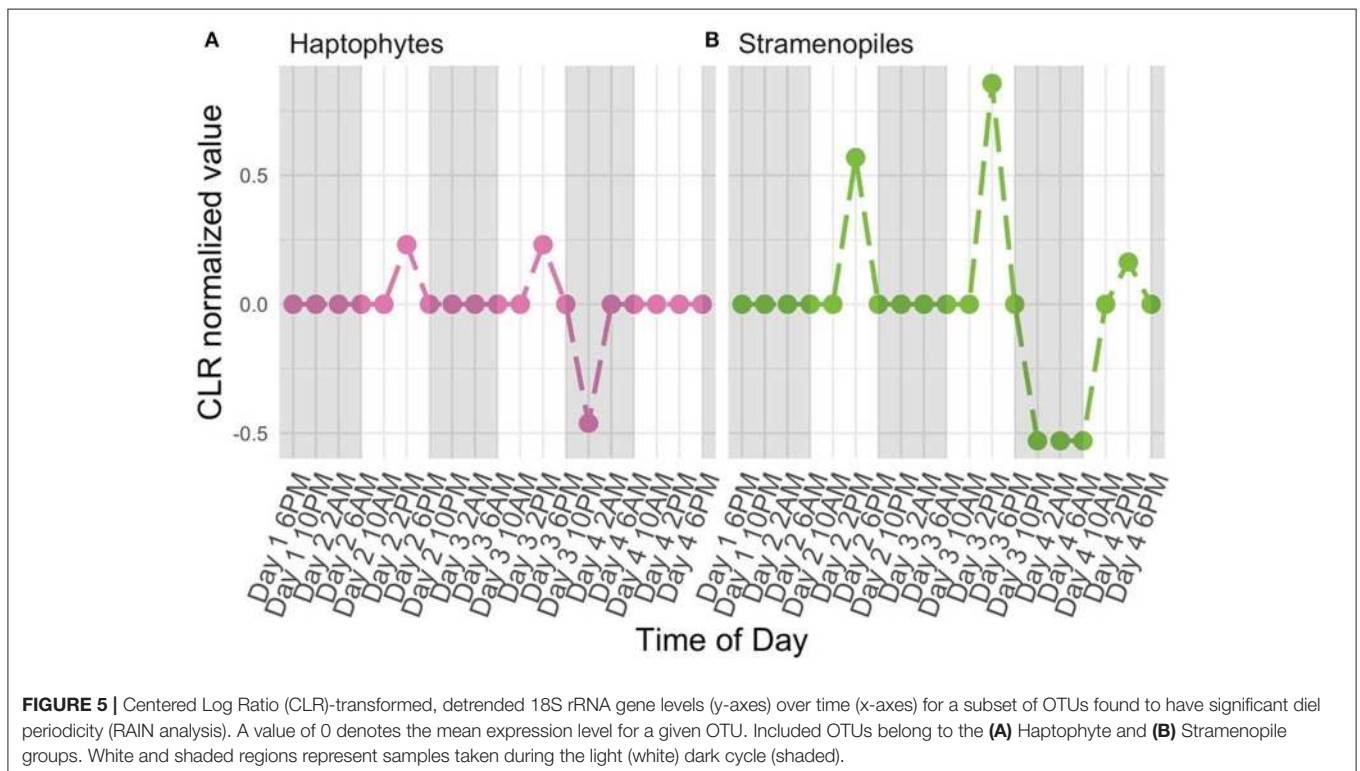 A Haptophytes
B Stramenopiles
CLR normalized value
0.5
0.0
-0.5
Day 1 6PM
Day 1 10PM
Day 2 2AM
Day 2 6AM
Day 2 10AM
Day 2 2PM
Day 2 6PM
Day 2 10PM
Day 3 2AM
Day 3 6AM
Day 3 10AM
Day 3 2PM
Day 3 6PM
Day 3 10PM
Day 4 2AM
Day 4 6AM
Day 4 10AM
Day 4 2PM
Day 4 6PM
Day 1 6PM
Day 1 10PM
Day 2 2AM
Day 2 6AM
Day 2 10AM
Day 2 2PM
Day 2 6PM
Day 2 10PM
Day 3 2AM
Day 3 6AM
Day 3 10AM
Day 3 2PM
Day 3 6PM
Day 3 10PM
Day 4 2AM
Day 4 6AM
Day 4 10AM
Day 4 2PM
Day 4 6PM
Time of Day
FIGURE 5 | Centered Log Ratio (CLR)-transformed, detrended 18S rRNA gene levels (y-axes) over time (x-axes) for a subset of OTUs found to have significant diel
periodicity (RAIN analysis). A value of 0 denotes the mean expression level for a given OTU. Included OTUs belong to the (A) Haptophyte and (B) Stramenopile
groups. White and shaded regions represent samples taken during the light (white) dark cycle (shaded).